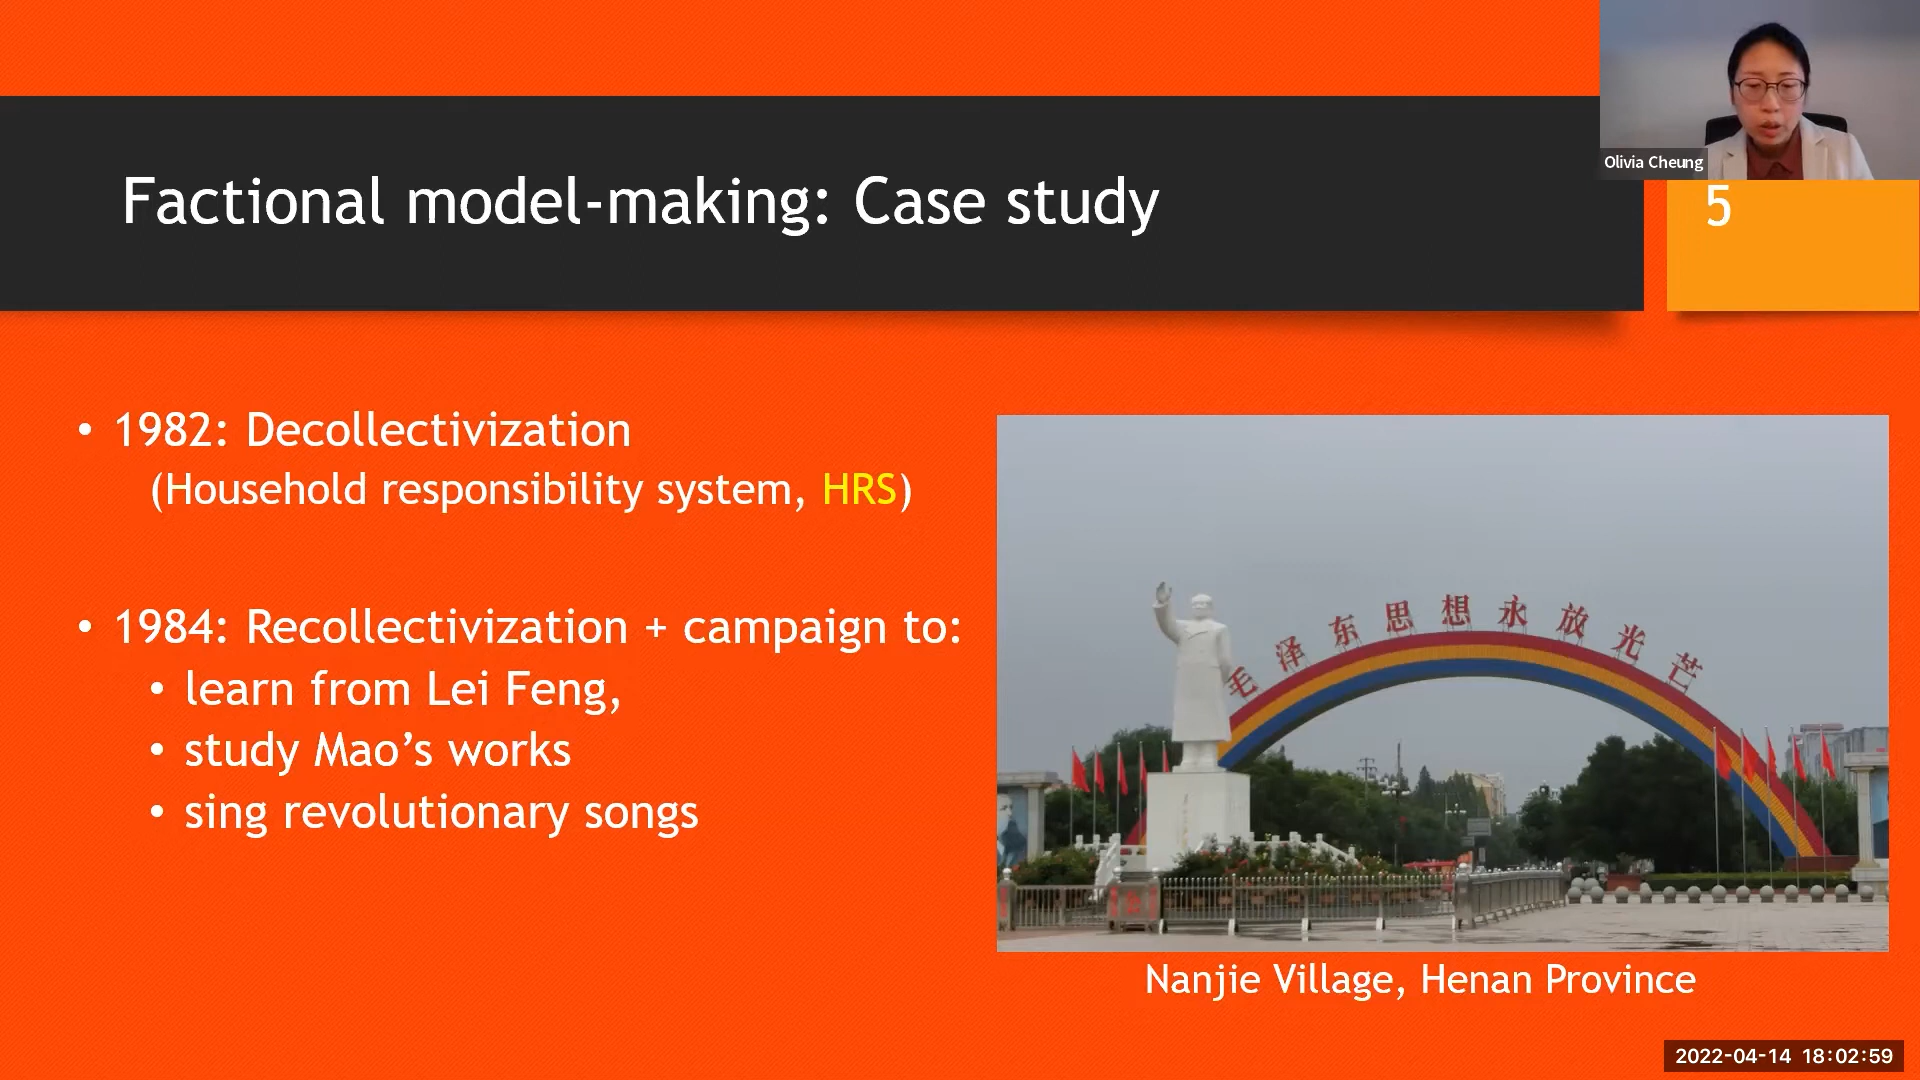 Olivia Cheung
Factional model-making: Case study
5
• 1982: Decollectivization
(Household responsibility system, HRS)
• 1984: Recollectivization + campaign to:
• learn from Lei Feng,
• study Mao’s works
• sing revolutionary songs
毛泽东思想永放光芒
Nanjie Village, Henan Province
2022-04-14 18:02:59